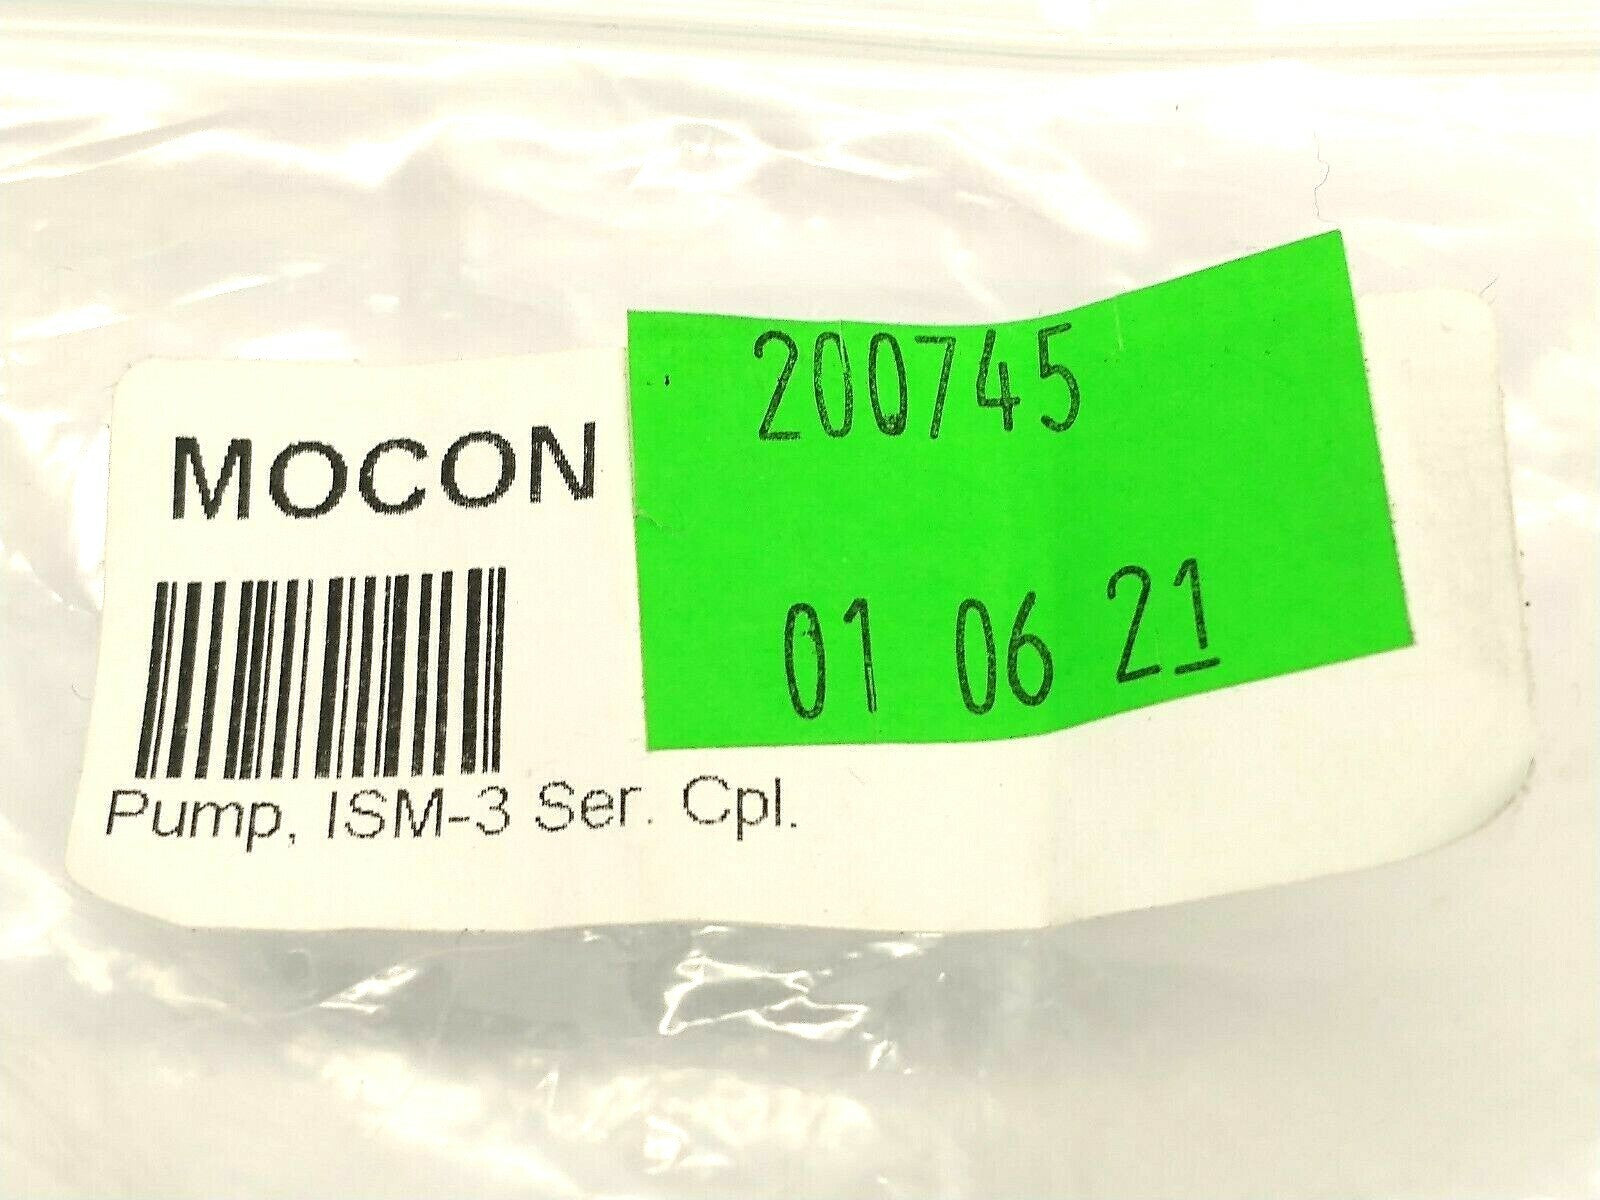 MOCON
200745
01 06 21
Pump, ISM-3 Ser. Cpl.